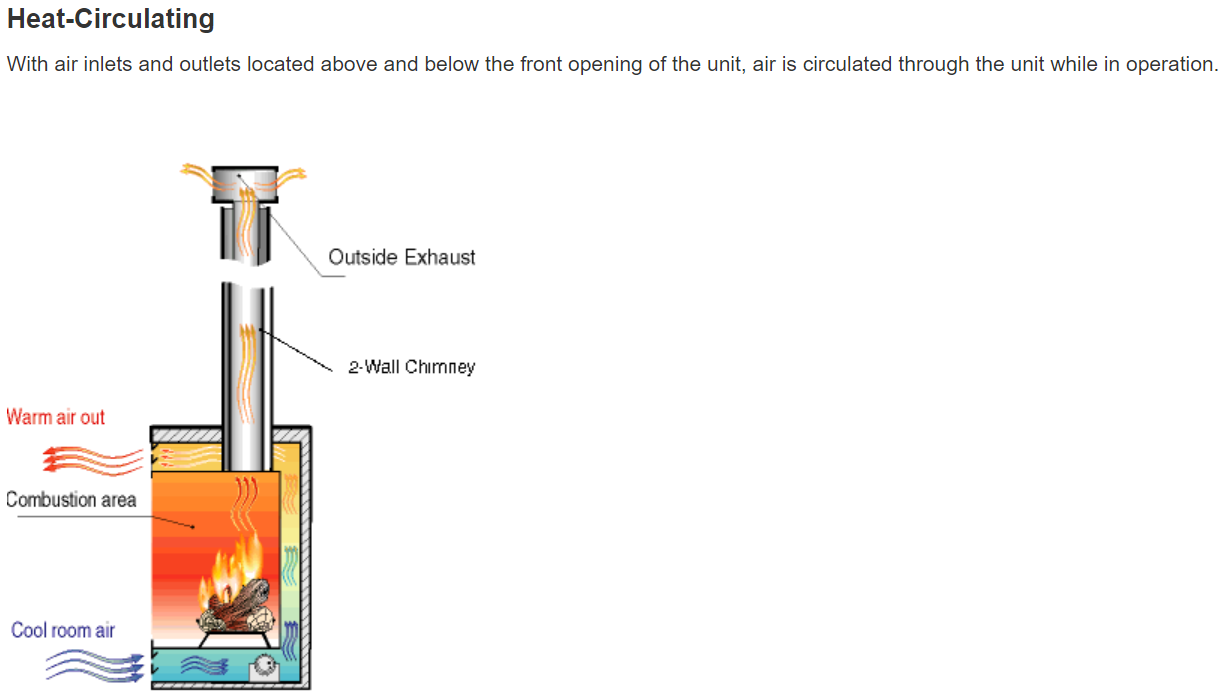 Heat-Circulating
With air inlets and outlets located above and below the front opening of the unit, air is circulated through the unit while in operation.
Outside Exhaust
2-Wall Chimney
Warm air out
Combustion area
Cool room air